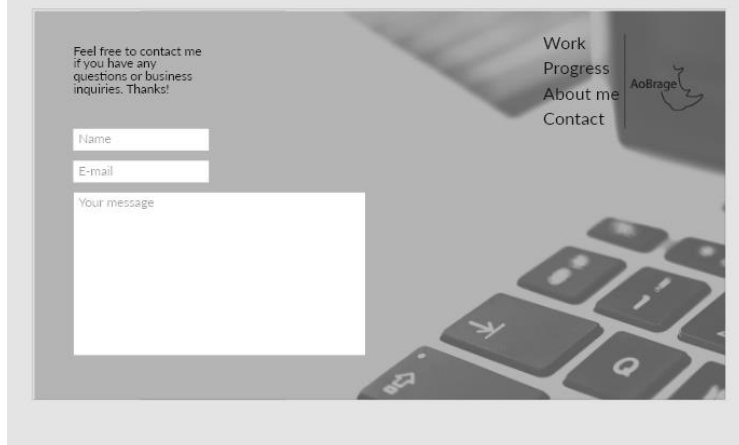 Feel free to contact me
if you have any
questions or business
inquiries. Thanks!
Name
E-mail
Your message
Work
Progress
About me
Contact
AoBrage
Q